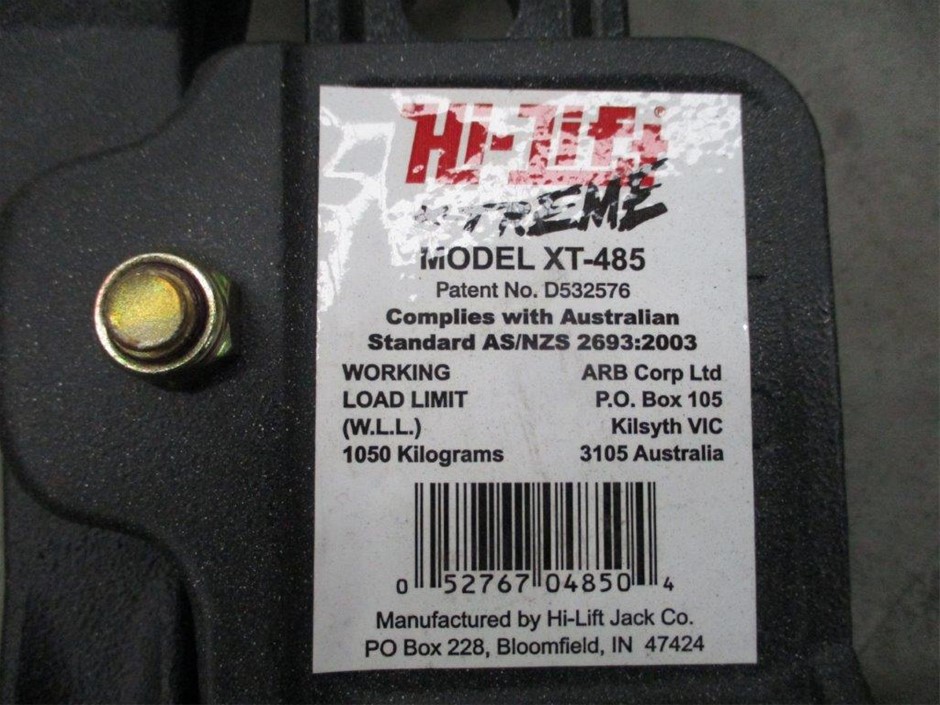 HI-LIFT®
XTREME
MODEL XT-485
Patent No. D532576
Complies with Australian
Standard AS/NZS 2693:2003
WORKING ARB Corp Ltd
LOAD LIMIT P.O. Box 105
(W.L.L.) Kilsyth VIC
1050 Kilograms 3105 Australia
0 52767 04850 4
Manufactured by Hi-Lift Jack Co.
PO Box 228, Bloomfield, IN 47424